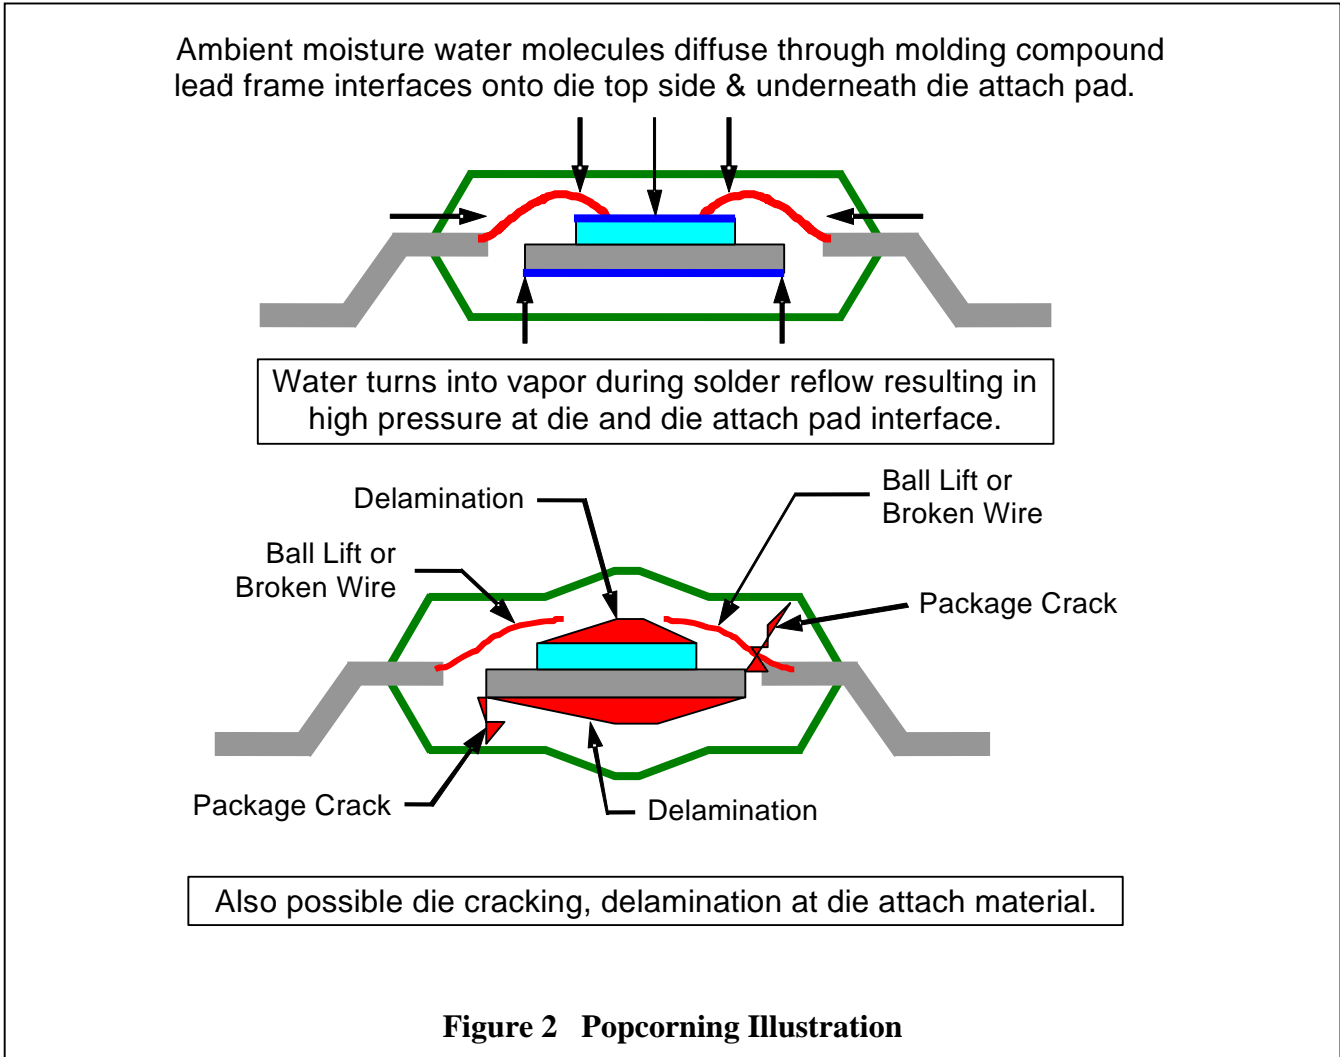 Ambient moisture water molecules diffuse through molding compound
lead frame interfaces onto die top side & underneath die attach pad.
Water turns into vapor during solder reflow resulting in
high pressure at die and die attach pad interface.
Delamination
Ball Lift or
Broken Wire
Ball Lift or
Broken Wire
Package Crack
Package Crack
Delamination
Also possible die cracking, delamination at die attach material.
Figure 2 Popcorning Illustration